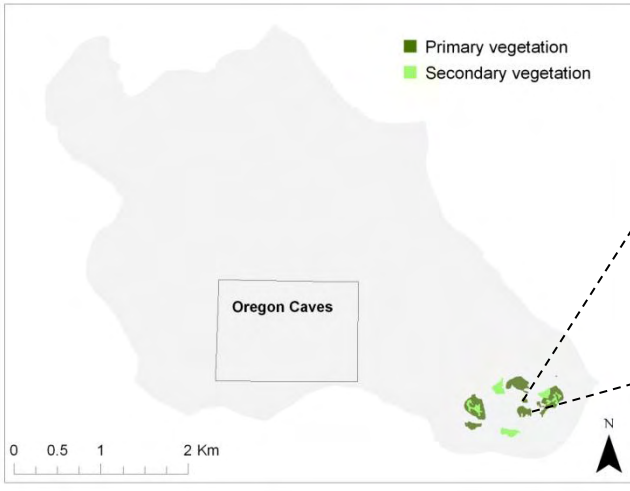 Primary vegetation
Secondary vegetation
Oregon Caves
0 0.5 1 2 Km
N